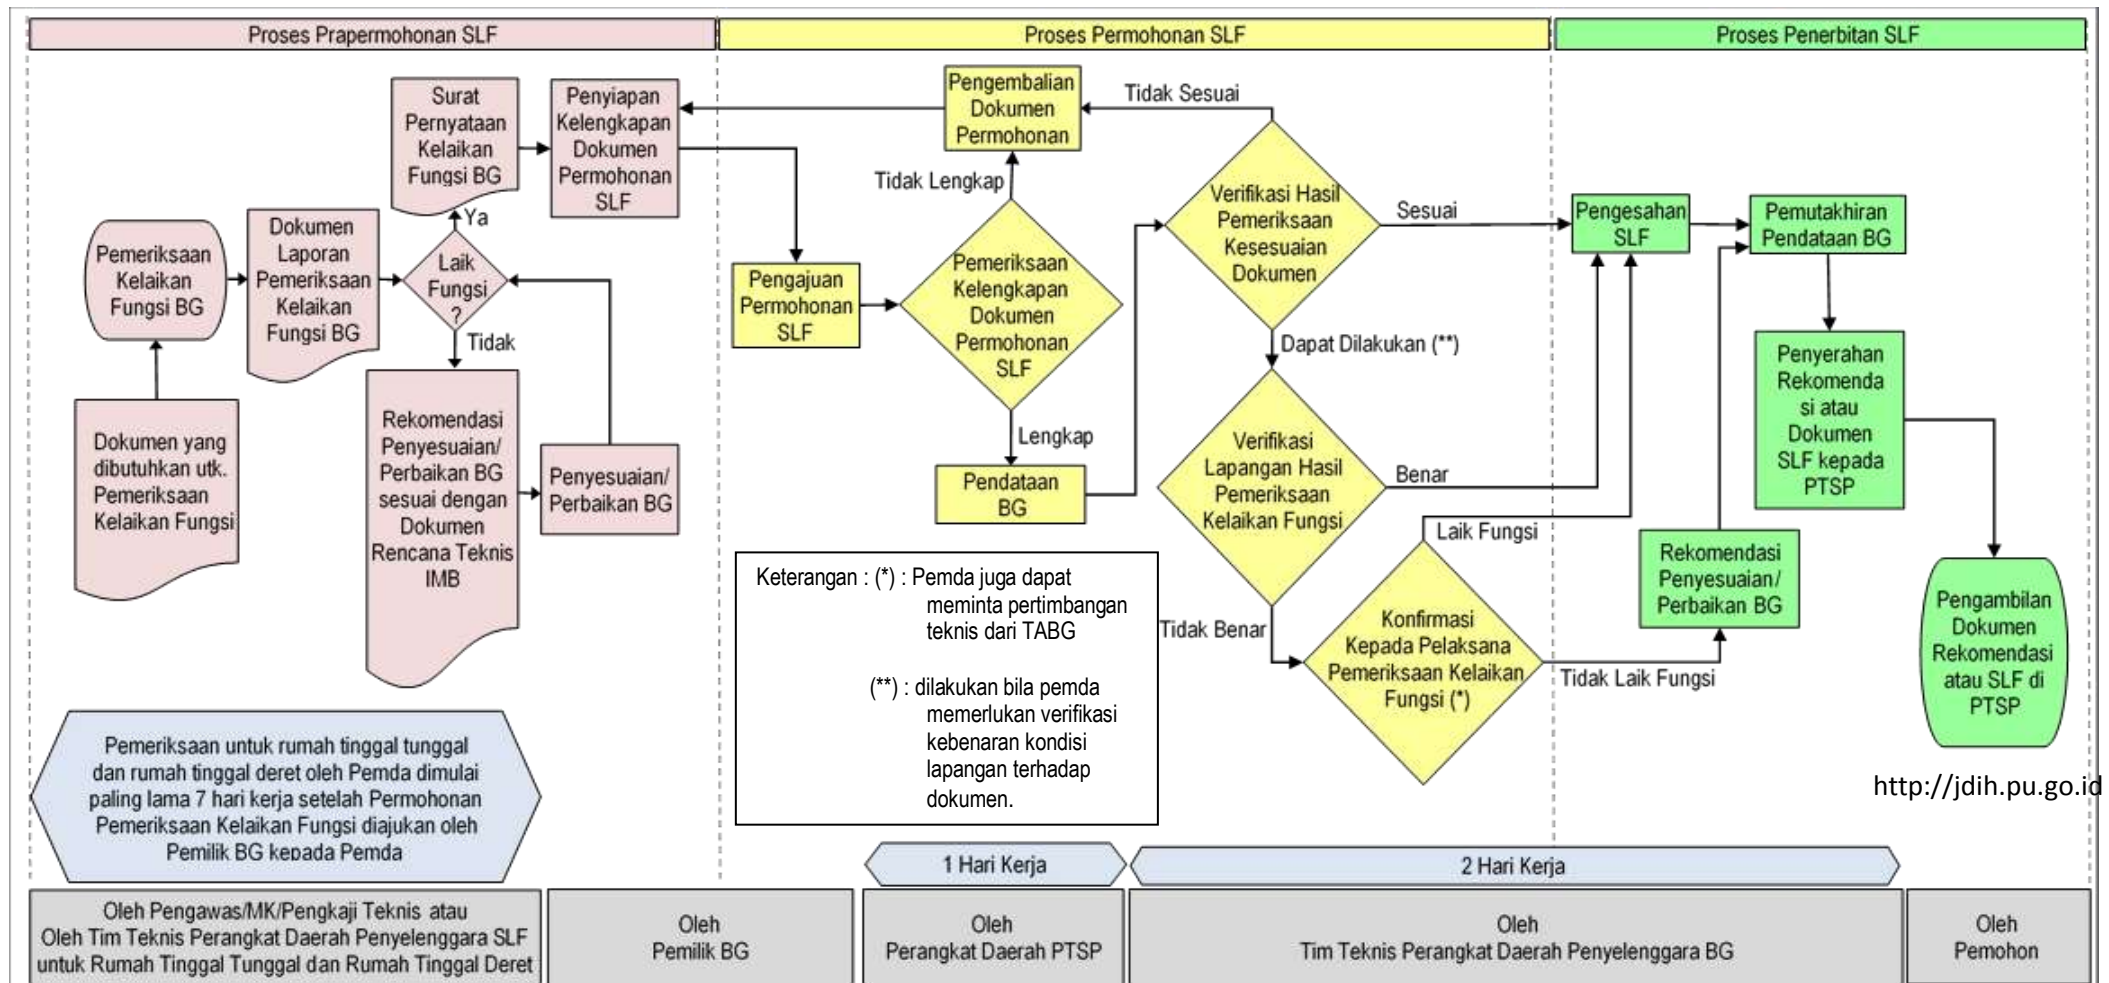 Proses Prapermohonan SLF
Proses Permohonan SLF
Proses Penerbitan SLF
Surat
Pernyataan
Kelaikan
Fungsi BG
Penyiapan
Kelengkapan
Dokumen
Permohonan
SLF
Pengembalian
Dokumen
Permohonan
Tidak Sesuai
Tidak Lengkap
Ya
Pemeriksaan
Kelaikan
Fungsi BG
Dokumen
Laporan
Pemeriksaan
Kelaikan
Fungsi BG
Laik
Fungsi
?
Tidak
Pengajuan
Permohonan
SLF
Pemeriksaan
Kelengkapan
Dokumen
Permohonan
SLF
Verifikasi Hasil
Pemeriksaan
Kesesuaian
Dokumen
Sesuai
Pengesahan
SLF
Pemutakhiran
Pendataan BG
Dapat Dilakukan (**)
Penyerahan
Rekomenda
si atau
Dokumen
SLF kepada
PTSP
Dokumen yang
dibutuhkan utk.
Pemeriksaan
Kelaikan Fungsi
Rekomendasi
Penyesuaian/
Perbaikan BG
sesuai dengan
Dokumen
Rencana Teknis
IMB
Penyesuaian/
Perbaikan BG
Lengkap
Pendataan
BG
Verifikasi
Lapangan Hasil
Pemeriksaan
Kelaikan Fungsi
Benar
Laik Fungsi
Tidak Benar
Konfirmasi
Kepada Pelaksana
Pemeriksaan Kelaikan
Fungsi (*)
Tidak Laik Fungsi
Rekomendasi
Penyesuaian/
Perbaikan BG
Pengambilan
Dokumen
Rekomendasi
atau SLF di
PTSP
Keterangan : (*) : Pemda juga dapat
meminta pertimbangan
teknis dari TABG
(**) : dilakukan bila pemda
memerlukan verifikasi
kebenaran kondisi
lapangan terhadap
dokumen.
Pemeriksaan untuk rumah tinggal tunggal
dan rumah tinggal deret oleh Pemda dimulai
paling lama 7 hari kerja setelah Permohonan
Pemeriksaan Kelaikan Fungsi diajukan oleh
Pemilik BG kepada Pemda
http://jdih.pu.go.id
1 Hari Kerja
2 Hari Kerja
Oleh Pengawas/MK/Pengkaji Teknis atau
Oleh Tim Teknis Perangkat Daerah Penyelenggara SLF
untuk Rumah Tinggal Tunggal dan Rumah Tinggal Deret
Oleh
Pemilik BG
Oleh
Perangkat Daerah PTSP
Oleh
Tim Teknis Perangkat Daerah Penyelenggara BG
Oleh
Pemohon